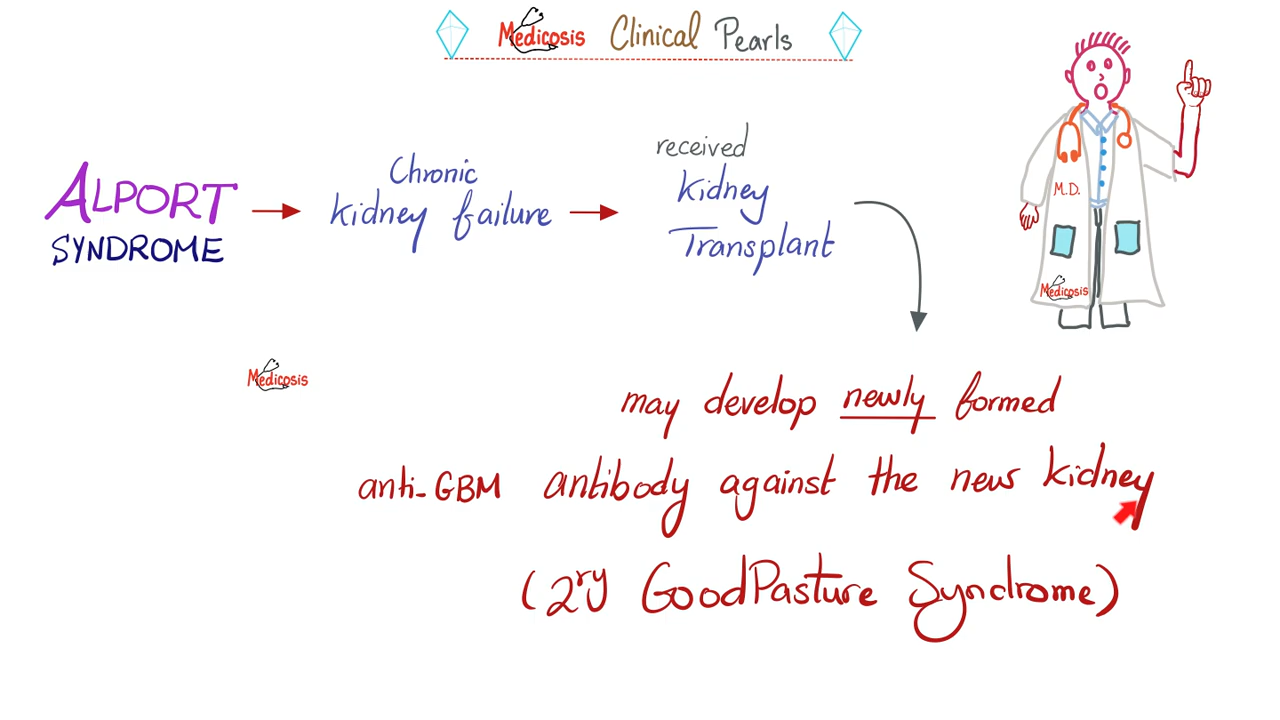 Medicosis Clinical Pearls
ALPORT
SYNDROME
Chronic
kidney failure
received
Kidney
Transplant
M.D.
Medicosis
Medicosis
may develop newly formed
anti-GBM antibody against the new kidney
(2ry GoodPasture Syndrome)